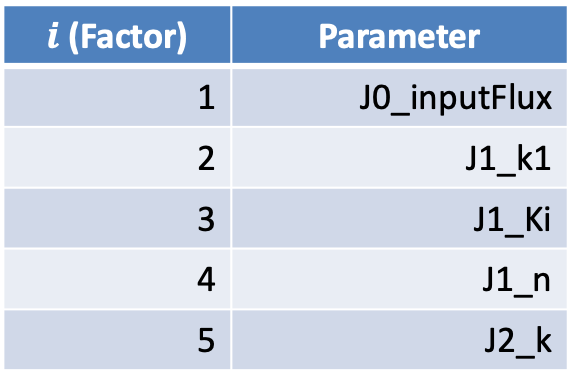 i (Factor) Parameter
1 J0_inputFlux
2 J1_k1
3 J1_Ki
4 J1_n
5 J2_k